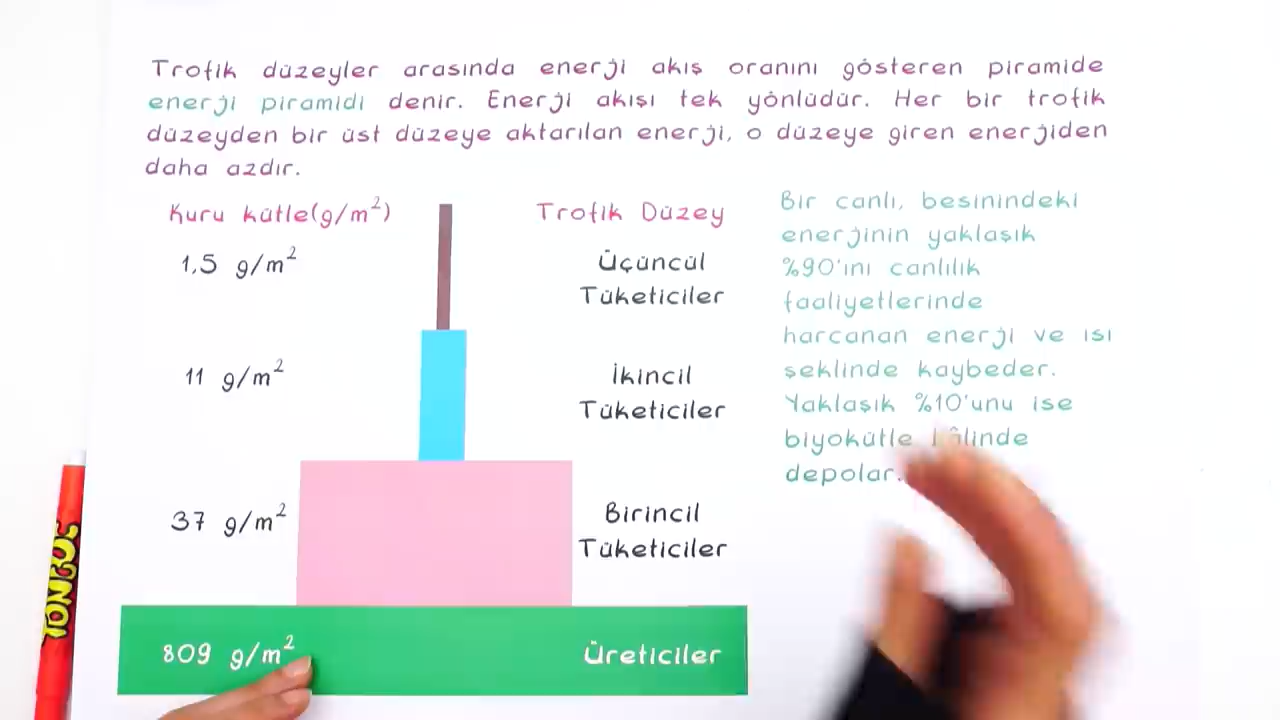 Trofik düzeyler arasında enerji akış oranını gösteren piramide
enerji piramidi denir. Enerji akışı tek yönlüdür. Her bir trofik
düzeyden bir üst düzeye aktarılan enerji, o düzeye giren enerjiden
daha azdır.
Kuru kütle(g/m²)
Trofik Düzey
1,5 g/m²
Üçüncül
Tüketiciler
11 g/m²
İkincil
Tüketiciler
37 g/m²
Birincil
Tüketiciler
809 g/m²
Üreticiler
Bir canlı, besinindeki
enerjinin yaklaşık
%90'ını canlılık
faaliyetlerinde
harcanan enerji ve ısı
şeklinde kaybeder.
Yaklaşık %10'unu ise
biyokütle hâlinde
depolar.
TONBUŞ